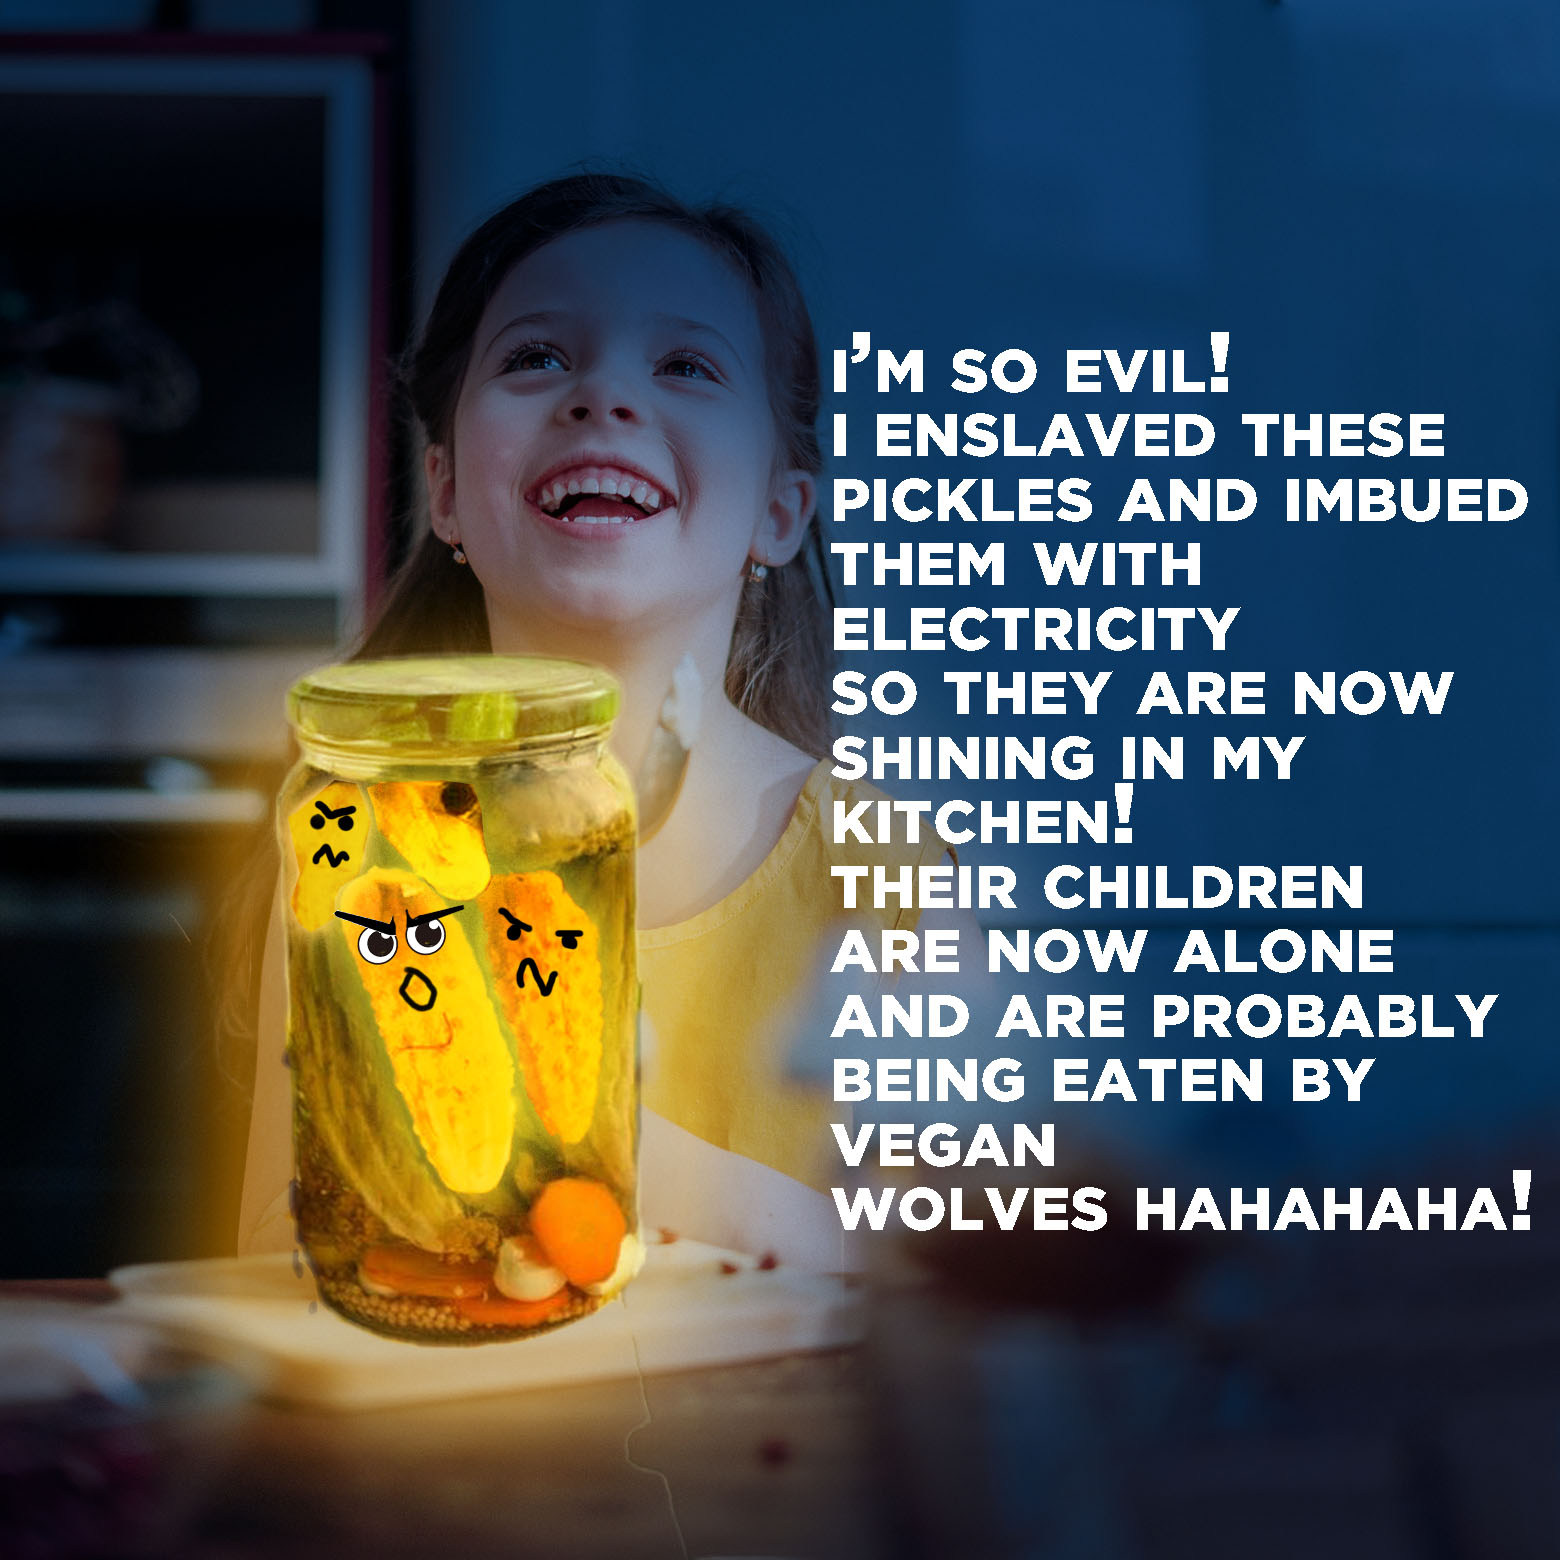 I'M SO EVIL!
I ENSLAVED THESE
PICKLES AND IMBUED
THEM WITH
ELECTRICITY
SO THEY ARE NOW
SHINING IN MY
KITCHEN!
THEIR CHILDREN
ARE NOW ALONE
AND ARE PROBABLY
BEING EATEN BY
VEGAN
WOLVES HAHAHAHA!